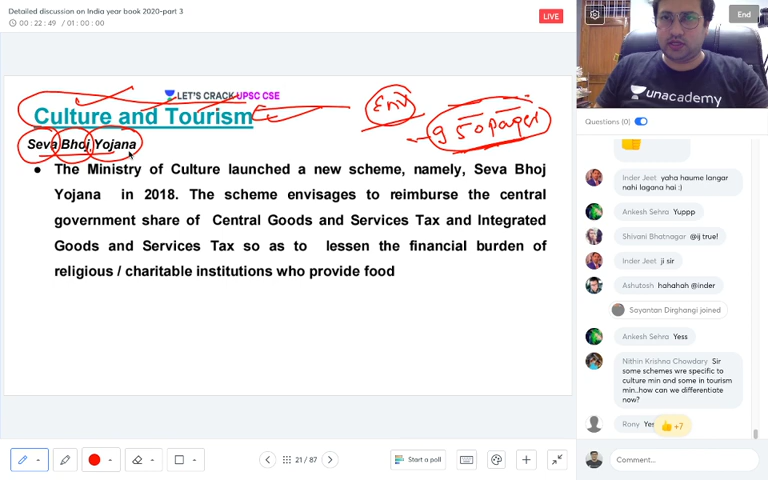 Detailed discussion on India year book 2020-part 3
00 : 22 : 49 / 01 : 00 : 00
LIVE
End
LET'S CRACK UPSC CSE
Culture and Tourism
Env
950 pages
Seva Bhoj Yojana
The Ministry of Culture launched a new scheme, namely, Seva Bhoj
Yojana in 2018. The scheme envisages to reimburse the central
government share of Central Goods and Services Tax and Integrated
Goods and Services Tax so as to lessen the financial burden of
religious / charitable institutions who provide food
21 / 87
Start a poll
unacademy
Questions (0)
Inder Jeet yaha haume langar
nahi lagana hai :)
Ankesh Sehra Yuppp
Shivani Bhatnagar @ij true!
Inder Jeet ji sir
Ashutosh hahahah @inder
Sayantan Dirghangi joined
Ankesh Sehra Yess
Nithin Krishna Chowdary Sir
some schemes wre specific to
culture min and some in tourism
min..how can we differentiate
now?
Rony Yes
+7
Comment...